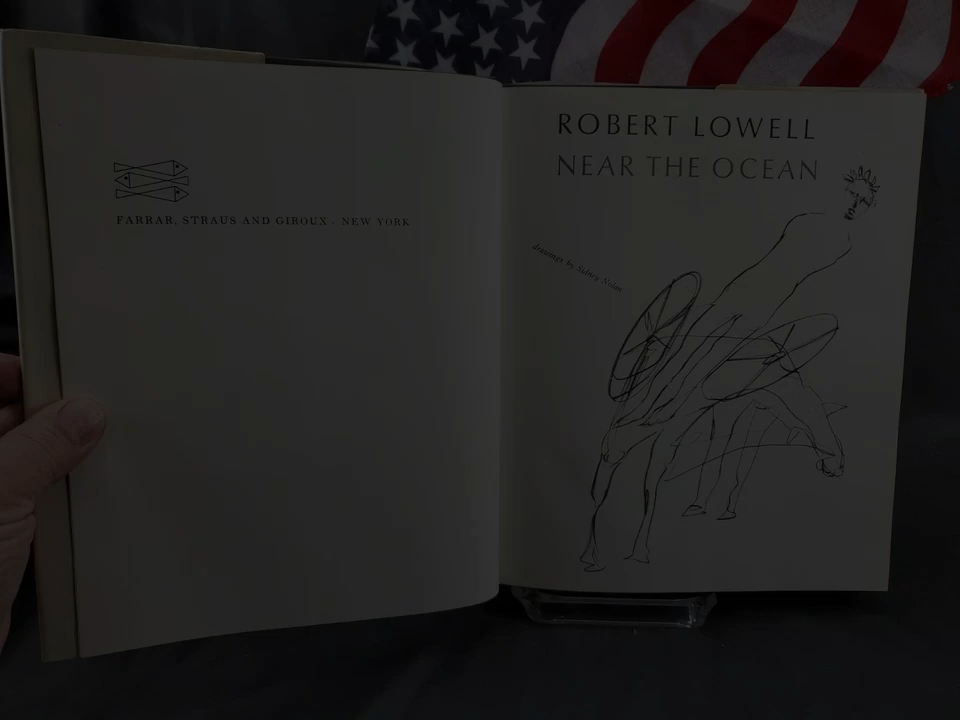 FARRAR, STRAUS AND GIROUX · NEW YORK
ROBERT LOWELL
NEAR THE OCEAN
drawings by Sidney Nolan